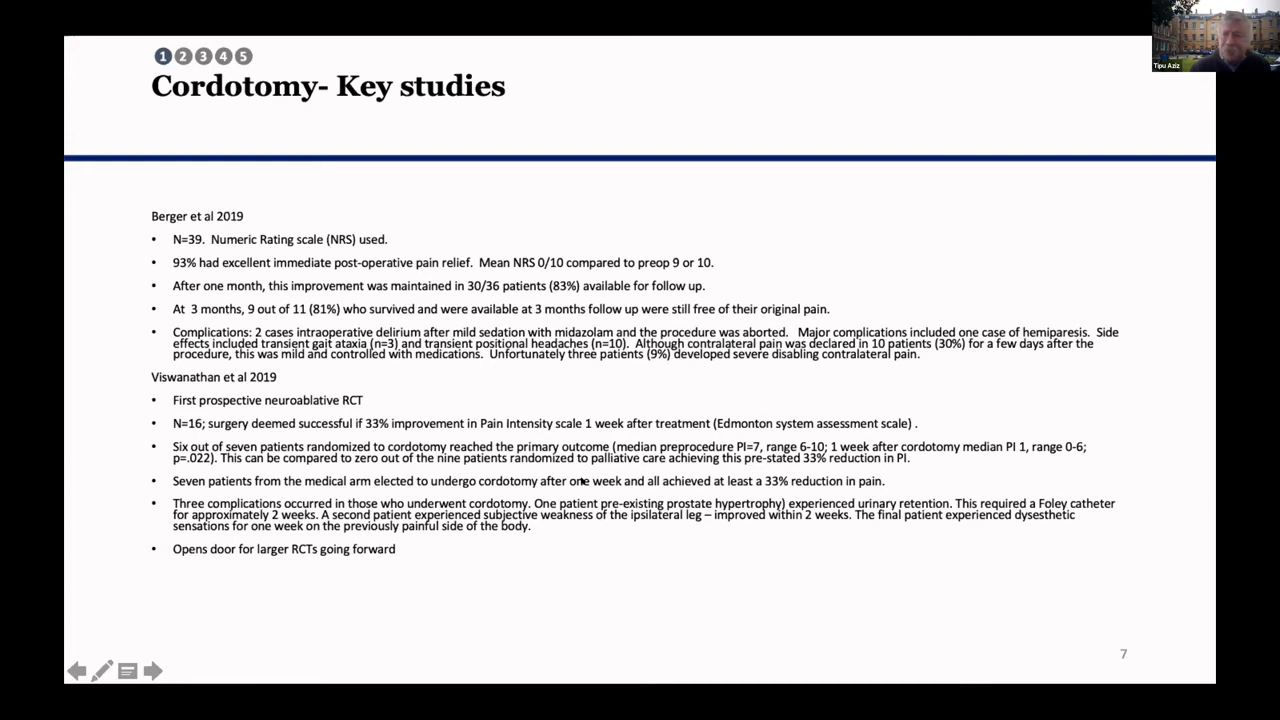 Tipu Aziz
1 2 3 4 5
Cordotomy- Key studies
Berger et al 2019
• N=39. Numeric Rating scale (NRS) used.
• 93% had excellent immediate post-operative pain relief. Mean NRS 0/10 compared to preop 9 or 10.
• After one month, this improvement was maintained in 30/36 patients (83%) available for follow up.
• At 3 months, 9 out of 11 (81%) who survived and were available at 3 months follow up were still free of their original pain.
• Complications: 2 cases intraoperative delirium after mild sedation with midazolam and the procedure was aborted. Major complications included one case of hemiparesis. Side
effects included transient gait ataxia (n=3) and transient positional headaches (n=10). Although contralateral pain was declared in 10 patients (30%) for a few days after the
procedure, this was mild and controlled with medications. Unfortunately three patients (9%) developed severe disabling contralateral pain.
Viswanathan et al 2019
• First prospective neuroablative RCT
• N=16; surgery deemed successful if 33% improvement in Pain Intensity scale 1 week after treatment (Edmonton system assessment scale) .
• Six out of seven patients randomized to cordotomy reached the primary outcome (median preprocedure PI=7, range 6-10; 1 week after cordotomy median PI 1, range 0-6;
p=.022). This can be compared to zero out of the nine patients randomized to palliative care achieving this pre-stated 33% reduction in PI.
• Seven patients from the medical arm elected to undergo cordotomy after one week and all achieved at least a 33% reduction in pain.
• Three complications occurred in those who underwent cordotomy. One patient pre-existing prostate hypertrophy) experienced urinary retention. This required a Foley catheter
for approximately 2 weeks. A second patient experienced subjective weakness of the ipsilateral leg – improved within 2 weeks. The final patient experienced dysesthetic
sensations for one week on the previously painful side of the body.
• Opens door for larger RCTs going forward
7